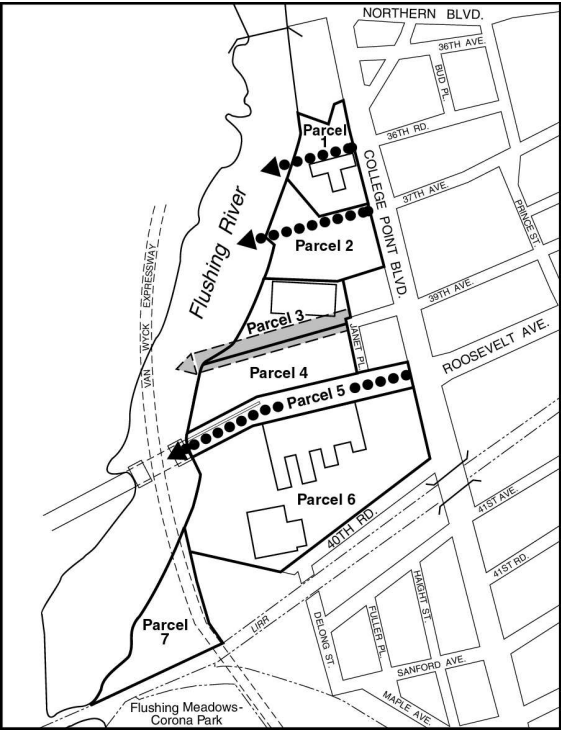 NORTHERN BLVD.
36TH AVE.
BUD PL.
Parcel
1
36TH RD.
COLLEGE POINT BLVD.
37TH AVE.
PRINCE ST.
Flushing River
Parcel 2
VAN WYCK EXPRESSWAY
39TH AVE.
Parcel 3
JANET PL.
ROOSEVELT AVE.
Parcel 4
Parcel 5
Parcel 6
40TH RD.
41ST AVE.
41ST RD.
HAIGHT ST.
FULLER PL.
DELONG ST.
LIRR
Parcel
7
SANFORD AVE.
MAPLE AVE.
Flushing Meadows-
Corona Park